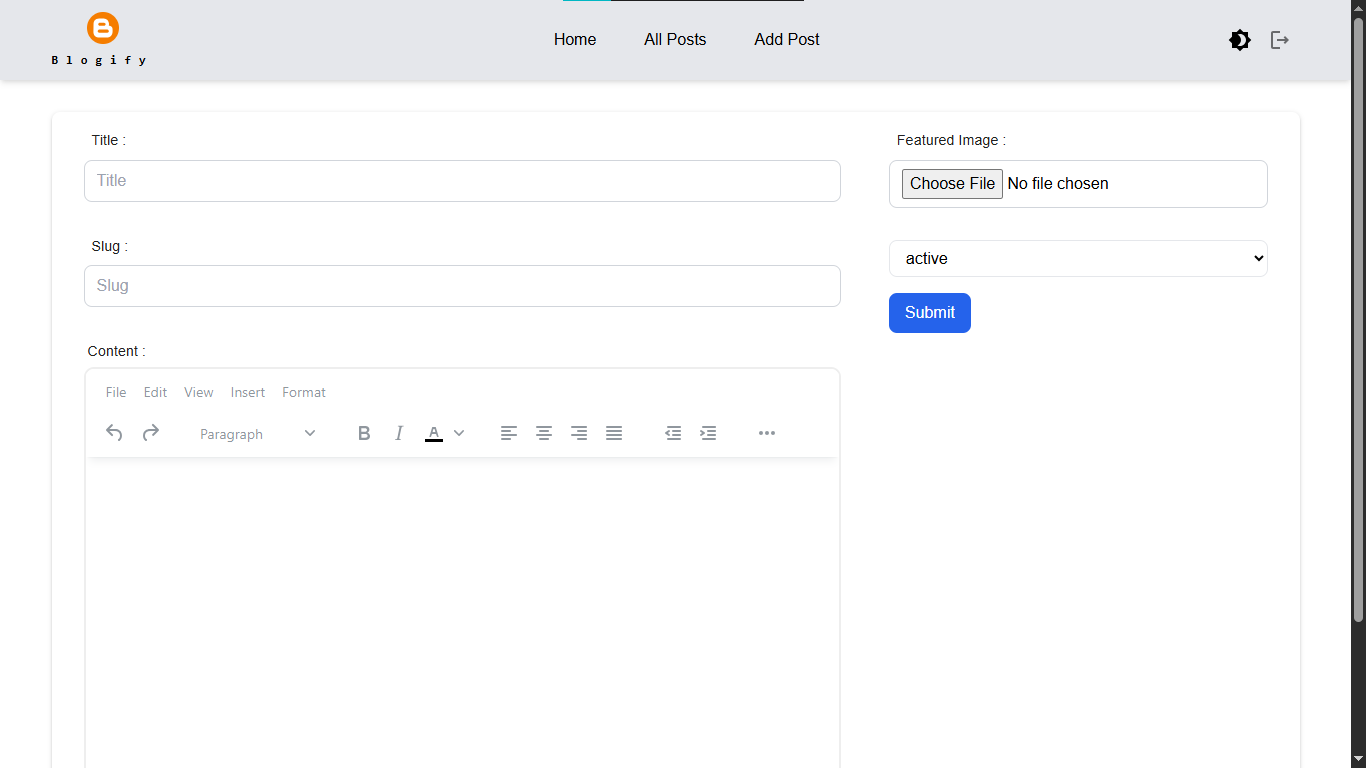 Blogify
Home All Posts Add Post
Title :
Title
Slug :
Slug
Content :
File Edit View Insert Format
Paragraph B I A
Featured Image :
Choose File No file chosen
active
Submit